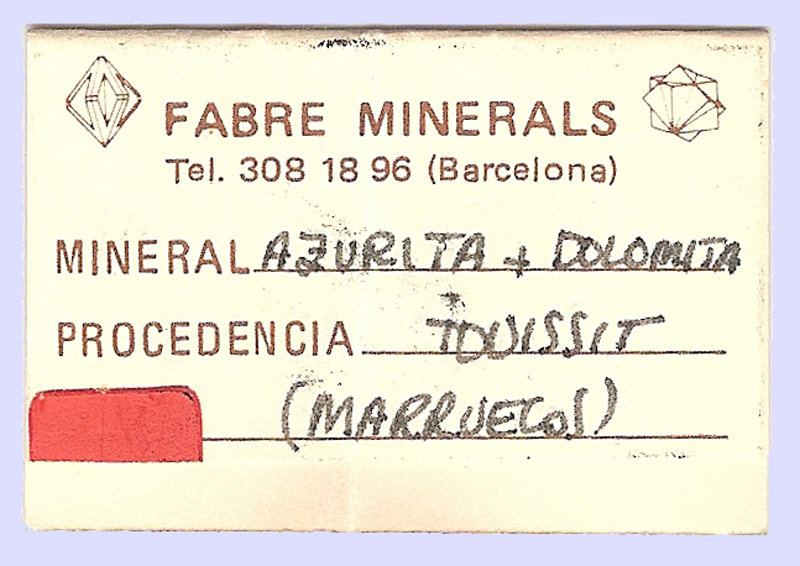 FABRE MINERALS
Tel. 308 18 96 (Barcelona)
MINERAL AZURITA + DOLOMITA
PROCEDENCIA TOUISSIT
(MARRUECOS)